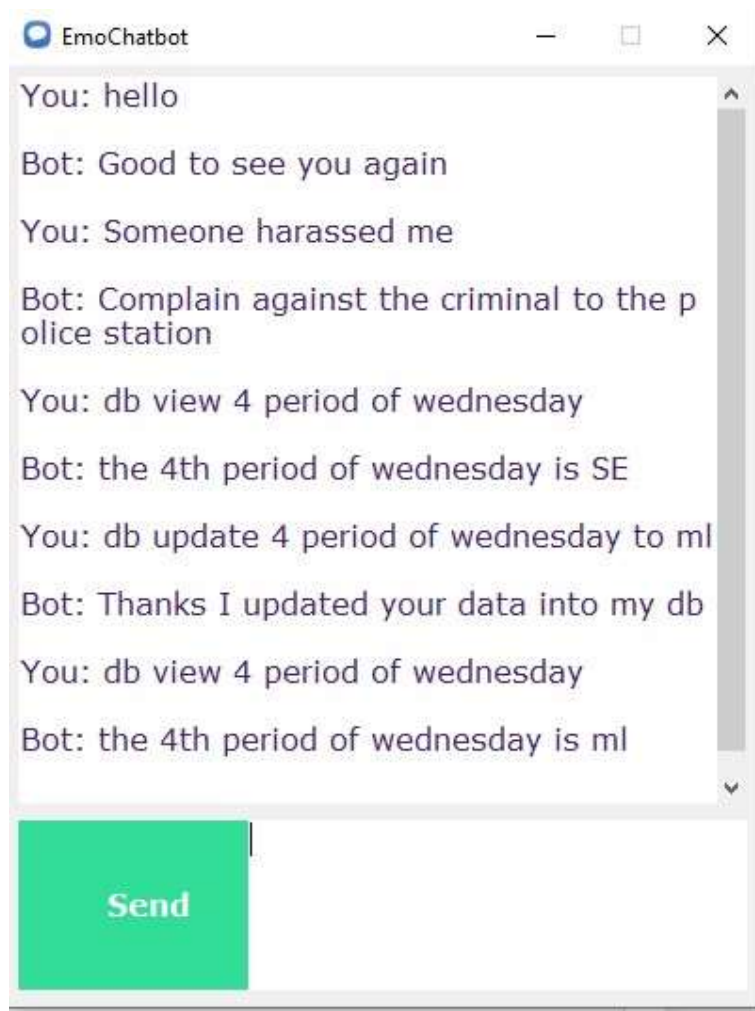 EmoChatbot
You: hello
Bot: Good to see you again
You: Someone harassed me
Bot: Complain against the criminal to the p
olice station
You: db view 4 period of wednesday
Bot: the 4th period of wednesday is SE
You: db update 4 period of wednesday to ml
Bot: Thanks I updated your data into my db
You: db view 4 period of wednesday
Bot: the 4th period of wednesday is ml
Send